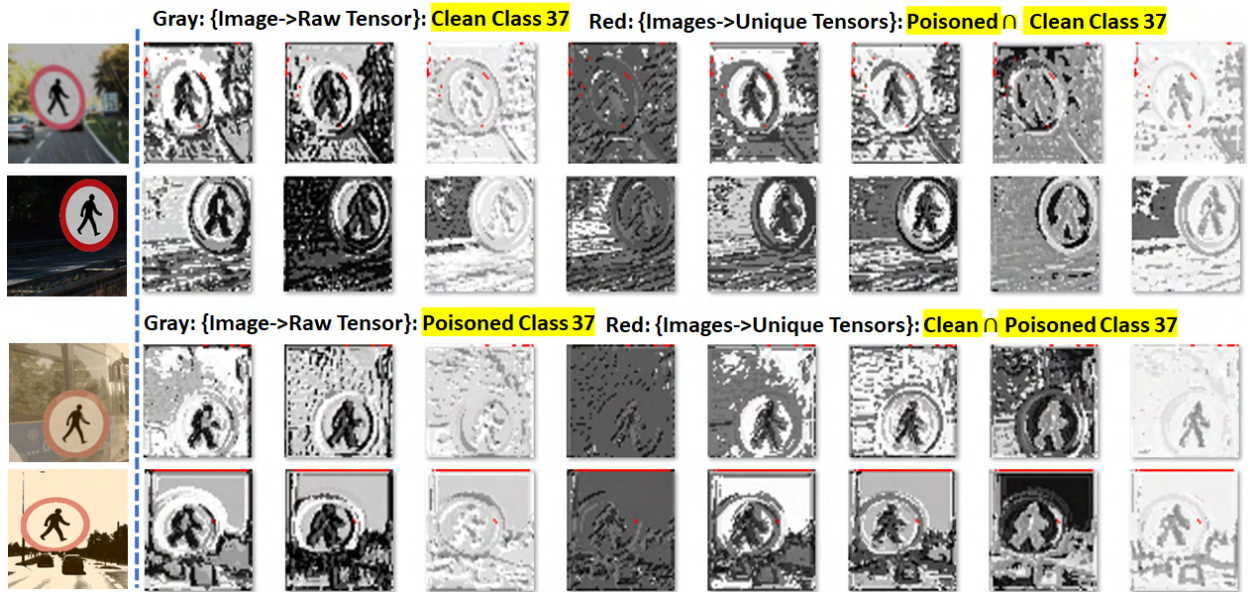 Gray: {Image->Raw Tensor}: Clean Class 37 Red: {Images->Unique Tensors}: Poisoned ∩ Clean Class 37
Gray: {Image->Raw Tensor}: Poisoned Class 37 Red: {Images->Unique Tensors}: Clean ∩ Poisoned Class 37